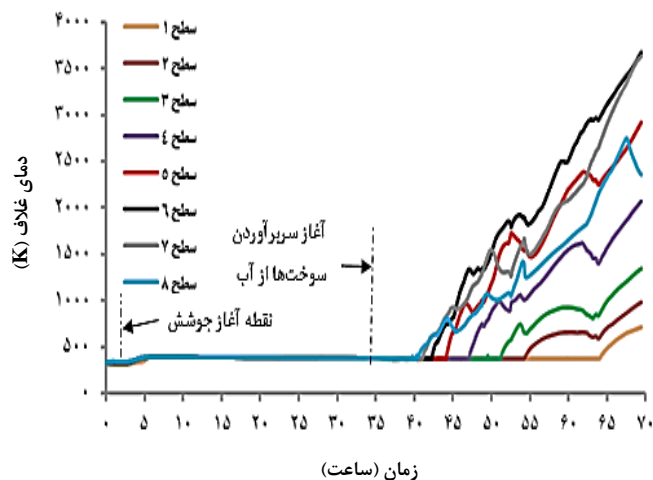 ۴۰۰۰
۳۵۰۰
۳۰۰۰
۲۵۰۰
۲۰۰۰
۱۵۰۰
۱۰۰۰
۵۰۰
۰
دمای غلاف (K)
سطح ۱
سطح ۲
سطح ۳
سطح ٤
سطح ۵
سطح ۶
سطح ۷
سطح ۸
آغاز سربرآوردن
سوخت‌ها از آب
نقطه آغاز جوشش
۰ ۵ ۱۰ ۱۵ ۲۰ ۲۵ ۳۰ ۳۵ ۴۰ ۴۵ ۵۰ ۵۵ ۶۰ ۶۵ ۷۰
زمان (ساعت)